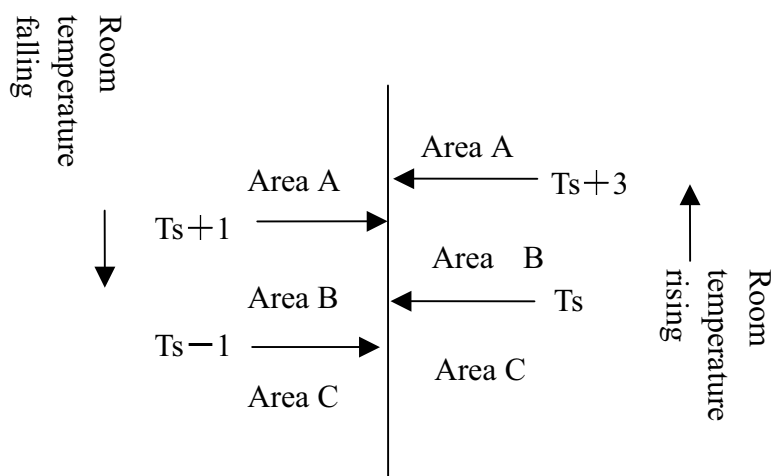 Room
temperature
falling
Area A
Ts+1
Area B
Ts−1
Area C
Area A
Ts+3
Area B
Ts
Area C
Room
temperature
rising